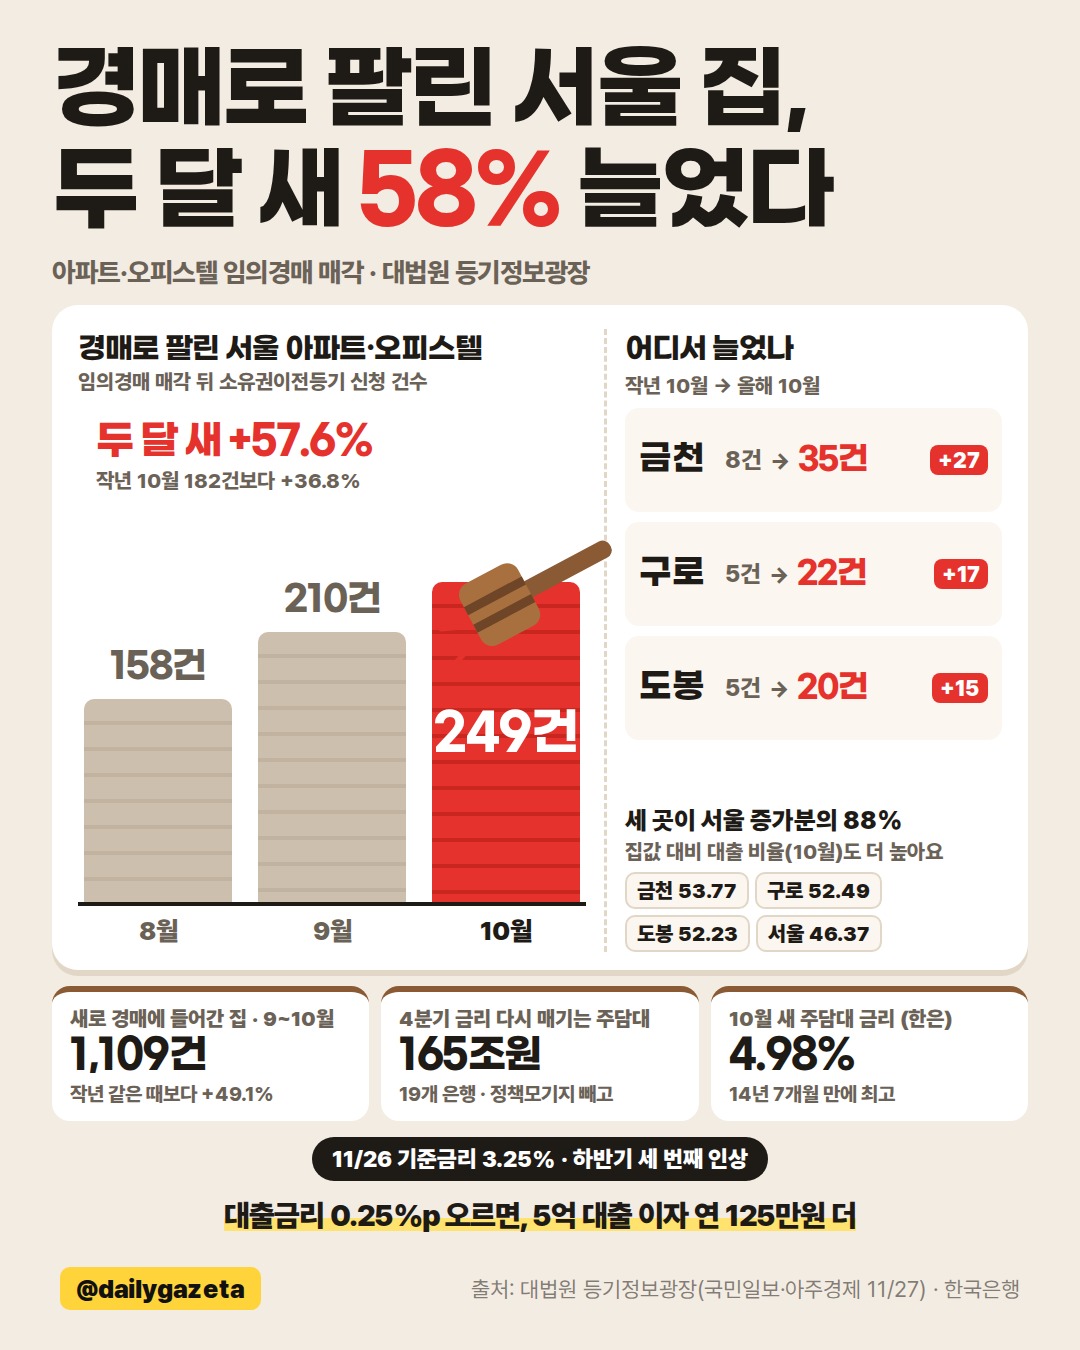 경매로 팔린 서울 집,
두 달 새 58% 늘었다
아파트·오피스텔 임의경매 매각 · 대법원 등기정보광장
경매로 팔린 서울 아파트·오피스텔
임의경매 매각 뒤 소유권이전등기 신청 건수
두 달 새 +57.6%
작년 10월 182건보다 +36.8%
158건
210건
249건
8월
9월
10월
어디서 늘었나
작년 10월 → 올해 10월
금천 8건 → 35건 +27
구로 5건 → 22건 +17
도봉 5건 → 20건 +15
세 곳이 서울 증가분의 88%
집값 대비 대출 비율(10월)도 더 높아요
금천 53.77 구로 52.49
도봉 52.23 서울 46.37
새로 경매에 들어간 집 · 9~10월
1,109건
작년 같은 때보다 +49.1%
4분기 금리 다시 매기는 주담대
165조원
19개 은행 · 정책모기지 빼고
10월 새 주담대 금리 (한은)
4.98%
14년 7개월 만에 최고
11/26 기준금리 3.25% · 하반기 세 번째 인상
대출금리 0.25%p 오르면, 5억 대출 이자 연 125만원 더
@dailygazeta
출처: 대법원 등기정보광장(국민일보·아주경제 11/27) · 한국은행